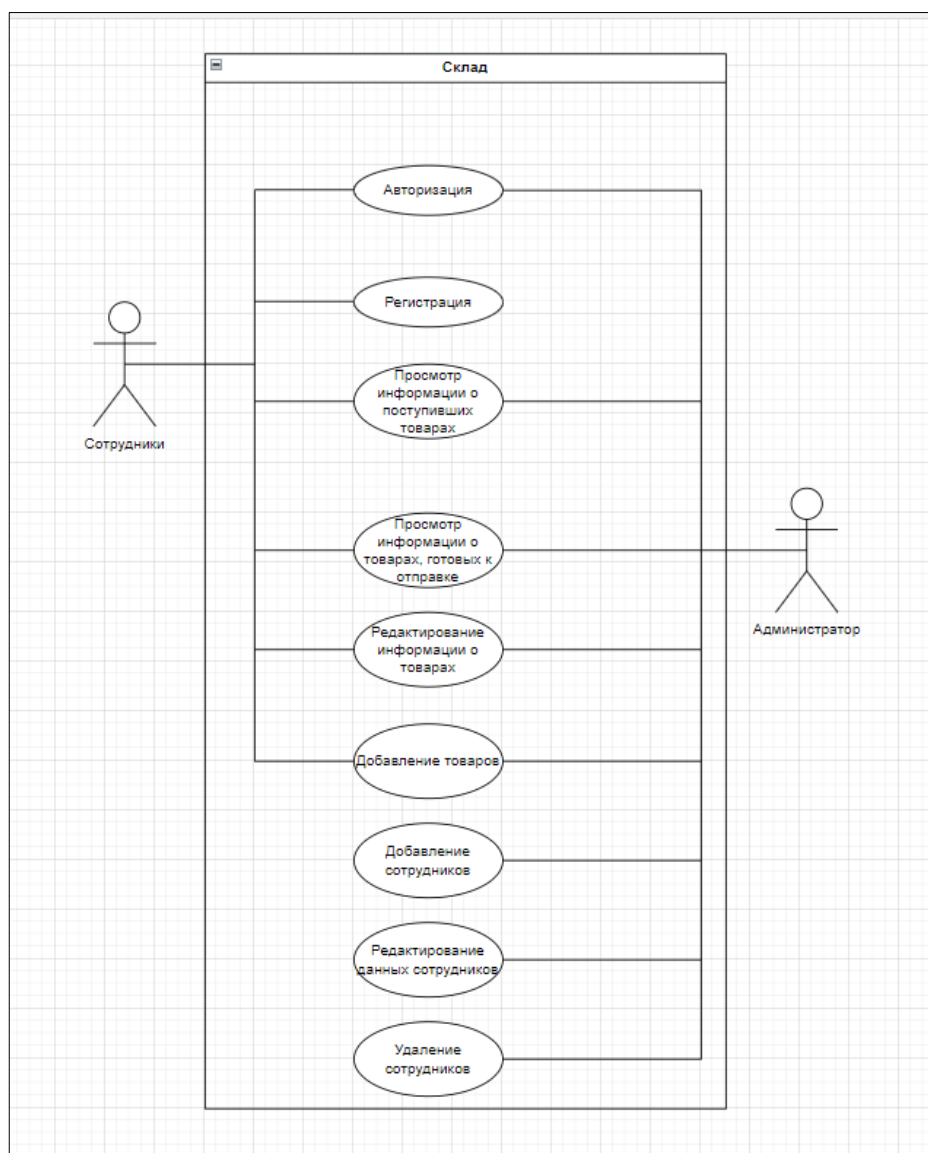 Склад
Авторизация
Регистрация
Просмотр
информации о
поступивших
товарах
Сотрудники
Просмотр
информации о
товарах, готовых к
отправке
Администратор
Редактирование
информации о
товарах
Добавление товаров
Добавление
сотрудников
Редактирование
данных сотрудников
Удаление
сотрудников